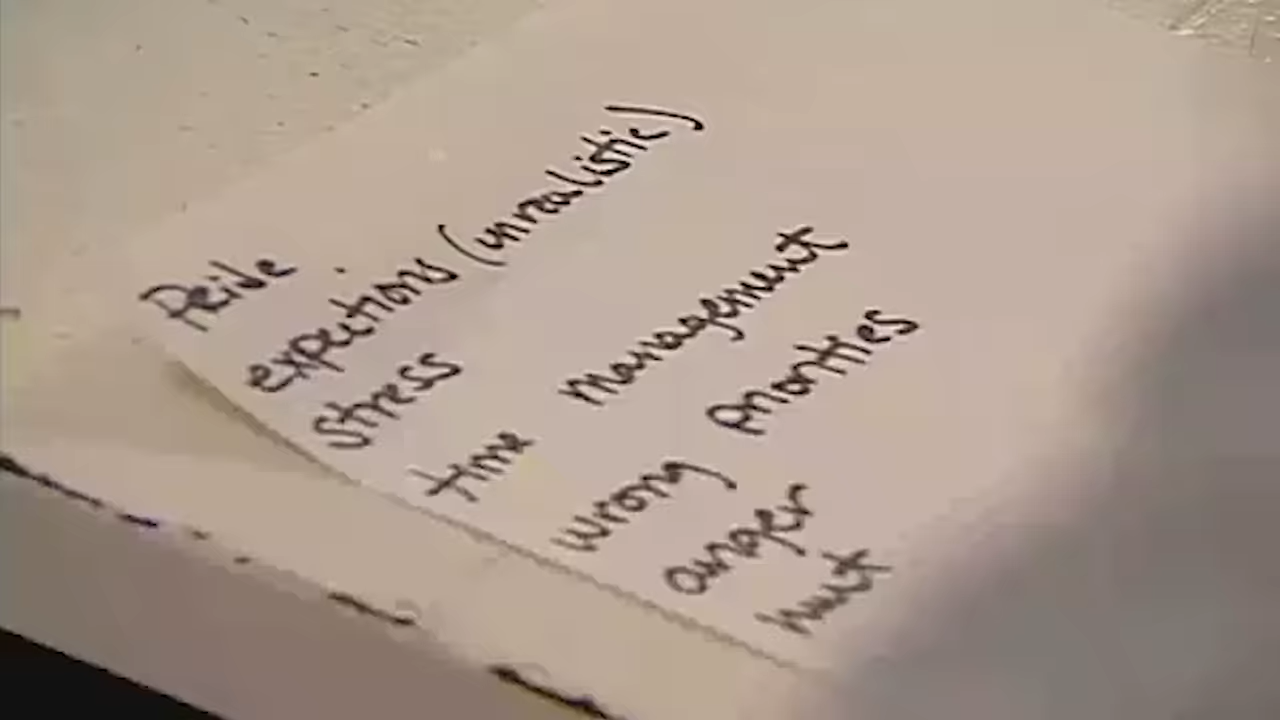 Pride
expections (unrealistic)
stress
time management
wrong priorities
anger
hurt